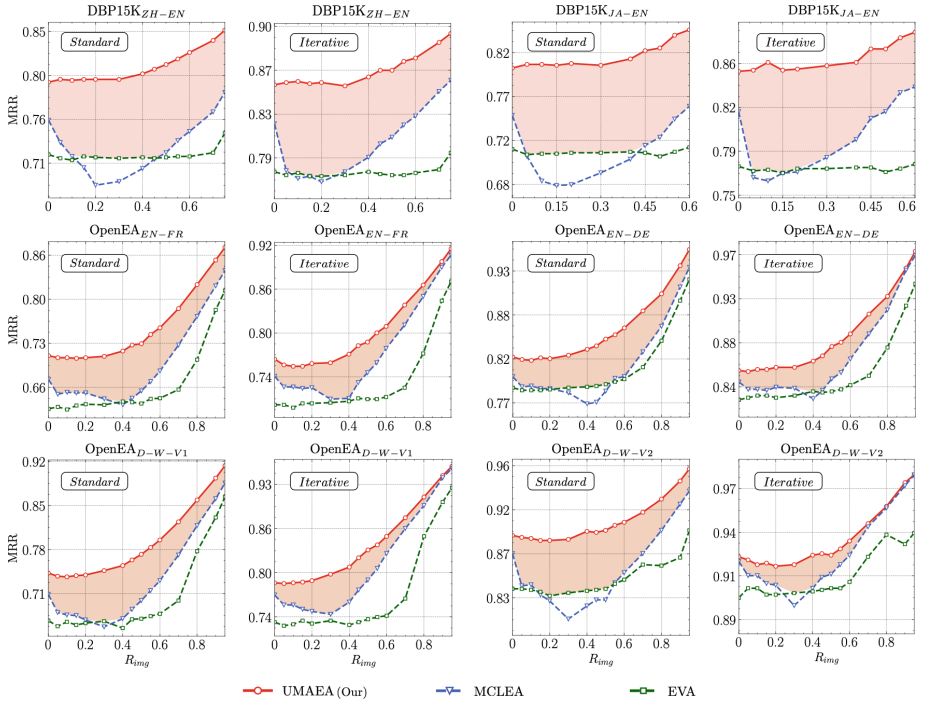 DBP15K ZH−EN
DBP15K ZH−EN
DBP15K JA−EN
DBP15K JA−EN
MRR
Standard
0.85
0.80
0.76
0.71
0 0.2 0.4 0.6
Iterative
0.90
0.87
0.83
0.79
0 0.2 0.4 0.6
Standard
0.82
0.77
0.72
0.68
0 0.15 0.3 0.45 0.6
Iterative
0.86
0.82
0.79
0.75
0 0.15 0.3 0.45 0.6
OpenEA EN−FR
OpenEA EN−FR
OpenEA EN−DE
OpenEA EN−DE
MRR
Standard
0.86
0.80
0.73
0.66
0 0.2 0.4 0.6 0.8
Iterative
0.92
0.86
0.80
0.74
0 0.2 0.4 0.6 0.8
Standard
0.93
0.88
0.82
0.77
0 0.2 0.4 0.6 0.8
Iterative
0.97
0.93
0.88
0.84
0 0.2 0.4 0.6 0.8
OpenEA D−W−V1
OpenEA D−W−V1
OpenEA D−W−V2
OpenEA D−W−V2
MRR
Standard
0.92
0.85
0.78
0.71
0 0.2 0.4 0.6 0.8
R img
Iterative
0.93
0.86
0.80
0.74
0 0.2 0.4 0.6 0.8
R img
Standard
0.96
0.92
0.87
0.83
0 0.2 0.4 0.6 0.8
R img
Iterative
0.97
0.94
0.91
0.89
0 0.2 0.4 0.6 0.8
R img
UMAEA (Our) MCLEA EVA